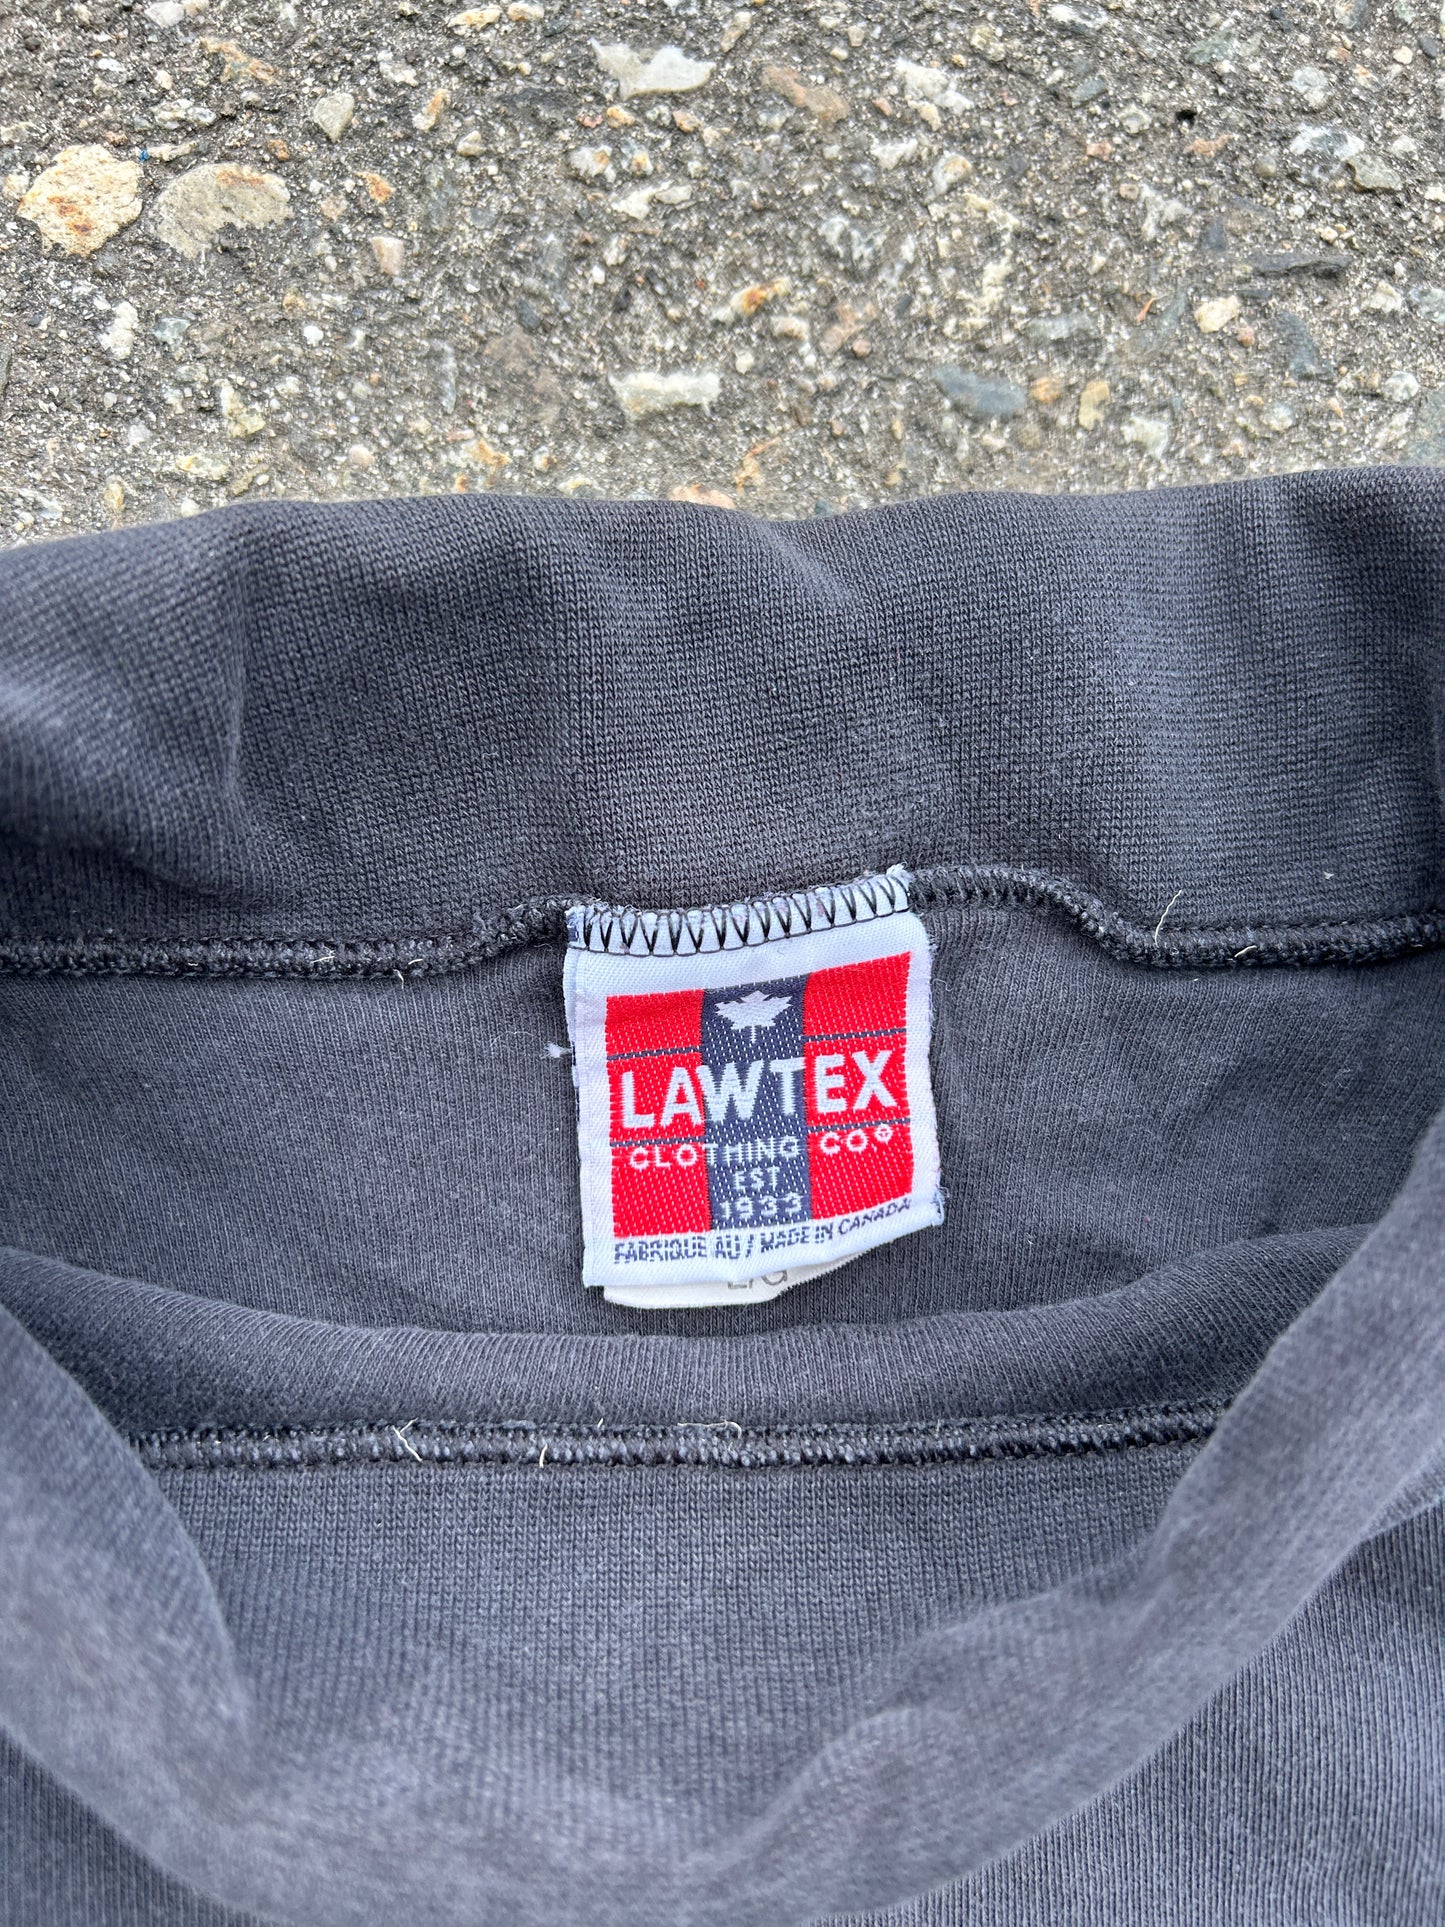 LAWTEX
CLOTHING CO.
EST
1933
FABRIQUE AU / MADE IN CANADA
L/G